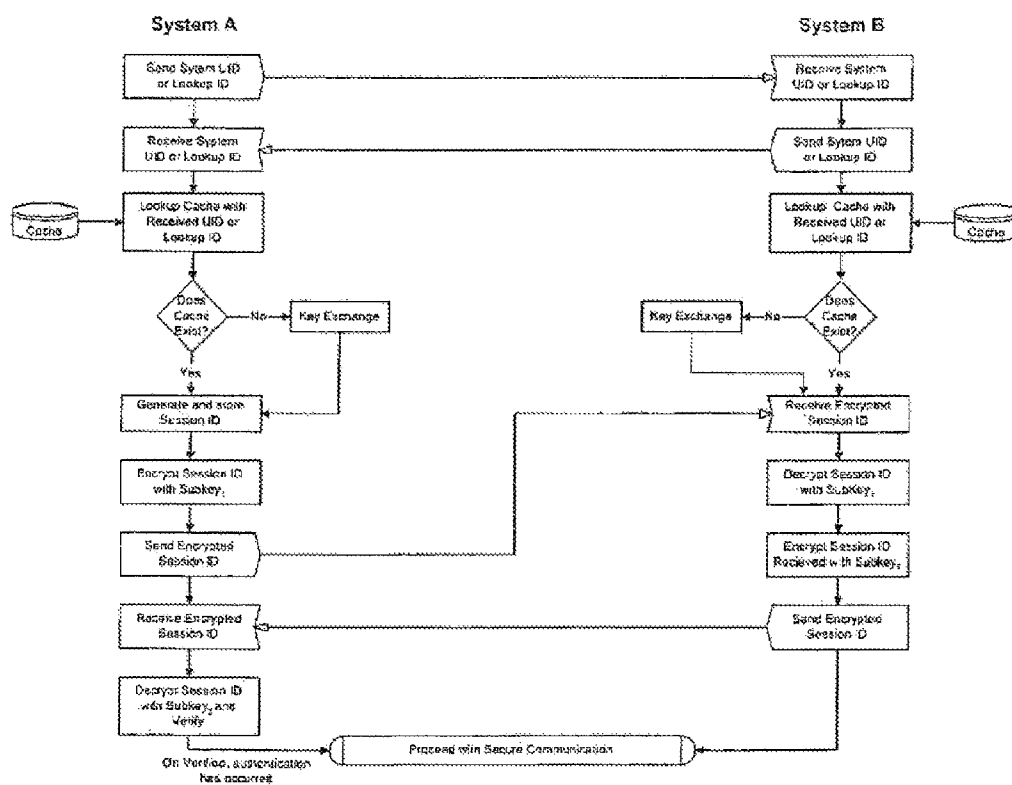 System A
System B
Send Sytem UID
or Lookup ID
Receive System
UID or Lookup ID
Receive System
UID or Lookup ID
Send Sytem UID
or Lookup ID
Cache
Lookup Cache with
Received UID or
Lookup ID
Lookup Cache with
Received UID or
Lookup ID
Cache
Does
Cache
Exist?
No
Key Exchange
Key Exchange
No
Does
Cache
Exist?
Yes
Yes
Generate and store
Session ID
Receive Encrypted
Session ID
Encrypt Session ID
with Subkey
Decrypt Session ID
with SubKey
Send Encrypted
Session ID
Encrypt Session ID
Recieved with Subkey
Receive Encrypted
Session ID
Send Encrypted
Session ID
Decrypt Session ID
with Subkey and
Verify
Proceed with Secure Communication
On Verified, authentication
has occurred